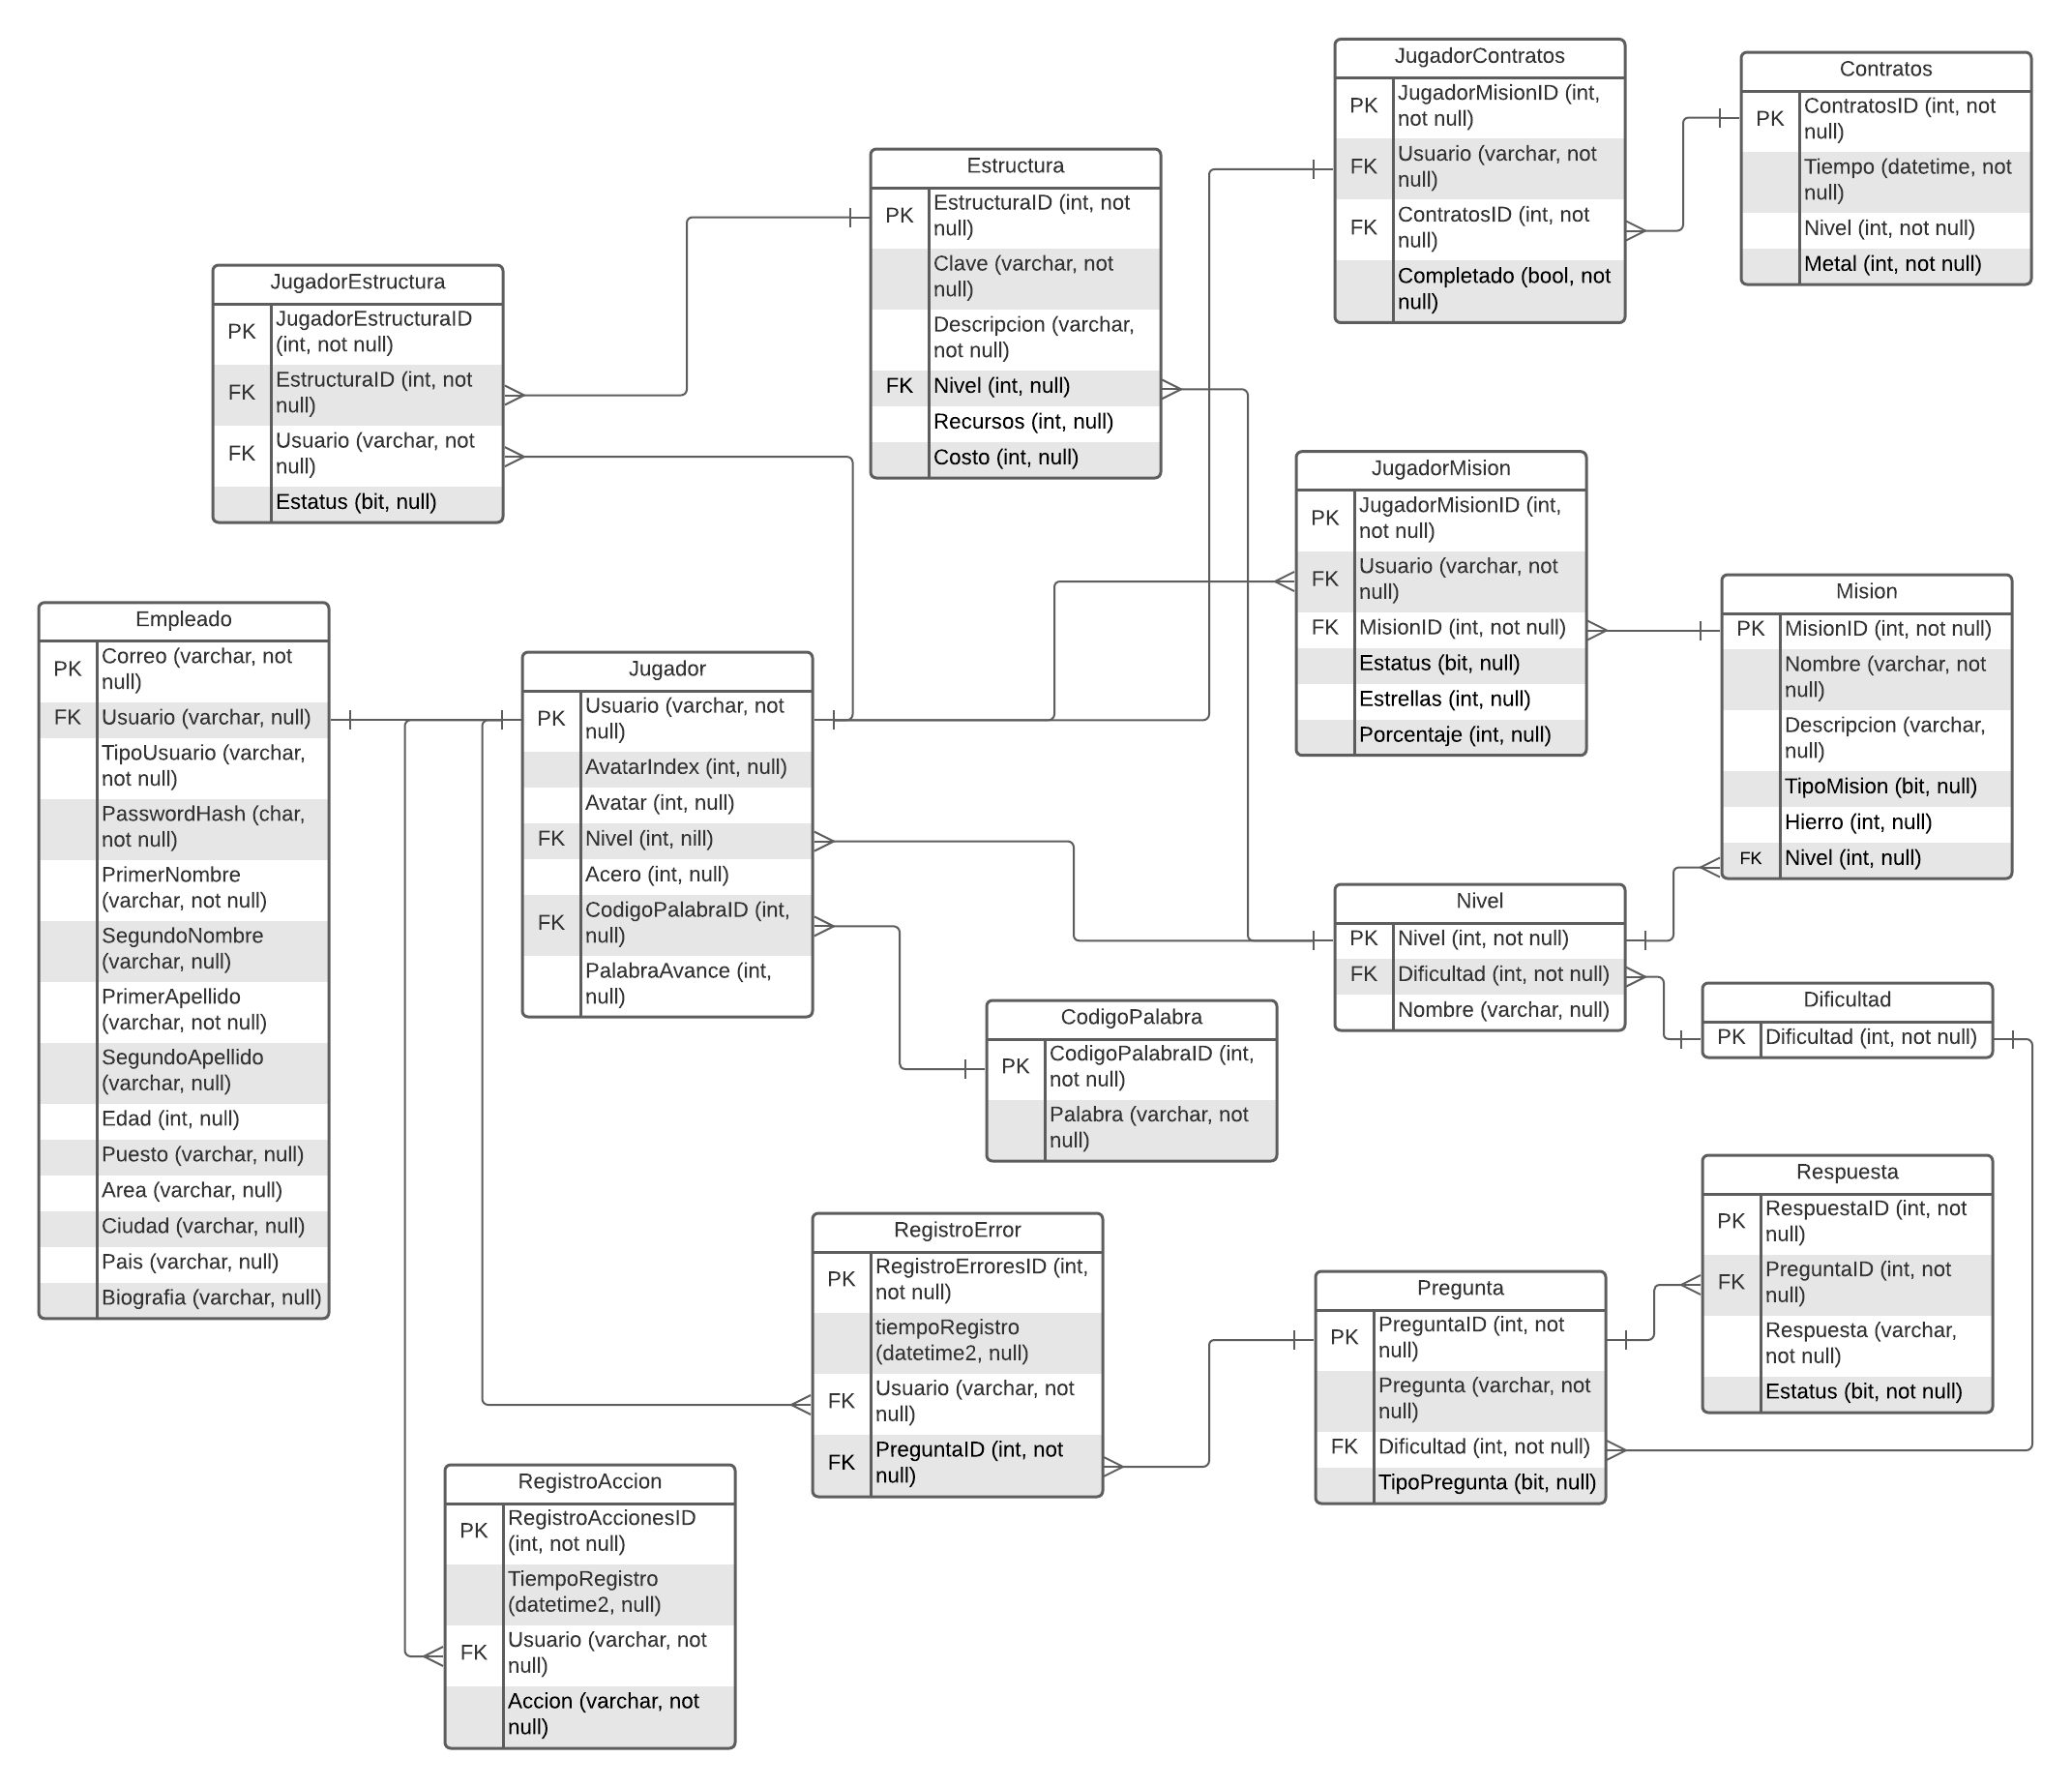 JugadorContratos
PK
JugadorMisionID (int,
not null)
FK
Usuario (varchar, not
null)
FK
ContratosID (int, not
null)
Completado (bool, not
null)
Contratos
PK
ContratosID (int, not
null)
Tiempo (datetime, not
null)
Nivel (int, not null)
Metal (int, not null)
Estructura
PK
EstructuraID (int, not
null)
Clave (varchar, not
null)
Descripcion (varchar,
not null)
FK
Nivel (int, null)
Recursos (int, null)
Costo (int, null)
JugadorEstructura
PK
JugadorEstructuraID
(int, not null)
FK
EstructuraID (int, not
null)
FK
Usuario (varchar, not
null)
Estatus (bit, null)
JugadorMision
PK
JugadorMisionID (int,
not null)
FK
Usuario (varchar, not
null)
FK
MisionID (int, not null)
Estatus (bit, null)
Estrellas (int, null)
Porcentaje (int, null)
Mision
PK
MisionID (int, not null)
Nombre (varchar, not
null)
Descripcion (varchar,
null)
TipoMision (bit, null)
Hierro (int, null)
FK
Nivel (int, null)
Empleado
PK
Correo (varchar, not
null)
FK
Usuario (varchar, null)
TipoUsuario (varchar,
not null)
PasswordHash (char,
not null)
PrimerNombre
(varchar, not null)
SegundoNombre
(varchar, null)
PrimerApellido
(varchar, not null)
SegundoApellido
(varchar, null)
Edad (int, null)
Puesto (varchar, null)
Area (varchar, null)
Ciudad (varchar, null)
Pais (varchar, null)
Biografia (varchar, null)
Jugador
PK
Usuario (varchar, not
null)
AvatarIndex (int, null)
Avatar (int, null)
FK
Nivel (int, nill)
Acero (int, null)
FK
CodigoPalabraID (int,
null)
PalabraAvance (int,
null)
Nivel
PK
Nivel (int, not null)
FK
Dificultad (int, not null)
Nombre (varchar, null)
Dificultad
PK
Dificultad (int, not null)
CodigoPalabra
PK
CodigoPalabraID (int,
not null)
Palabra (varchar, not
null)
Respuesta
PK
RespuestaID (int, not
null)
FK
PreguntaID (int, not
null)
Respuesta (varchar,
not null)
Estatus (bit, not null)
RegistroError
PK
RegistroErroresID (int,
not null)
tiempoRegistro
(datetime2, null)
FK
Usuario (varchar, not
null)
FK
PreguntaID (int, not
null)
Pregunta
PK
PreguntaID (int, not
null)
Pregunta (varchar, not
null)
FK
Dificultad (int, not null)
TipoPregunta (bit, null)
RegistroAccion
PK
RegistroAccionesID
(int, not null)
TiempoRegistro
(datetime2, null)
FK
Usuario (varchar, not
null)
Accion (varchar, not
null)